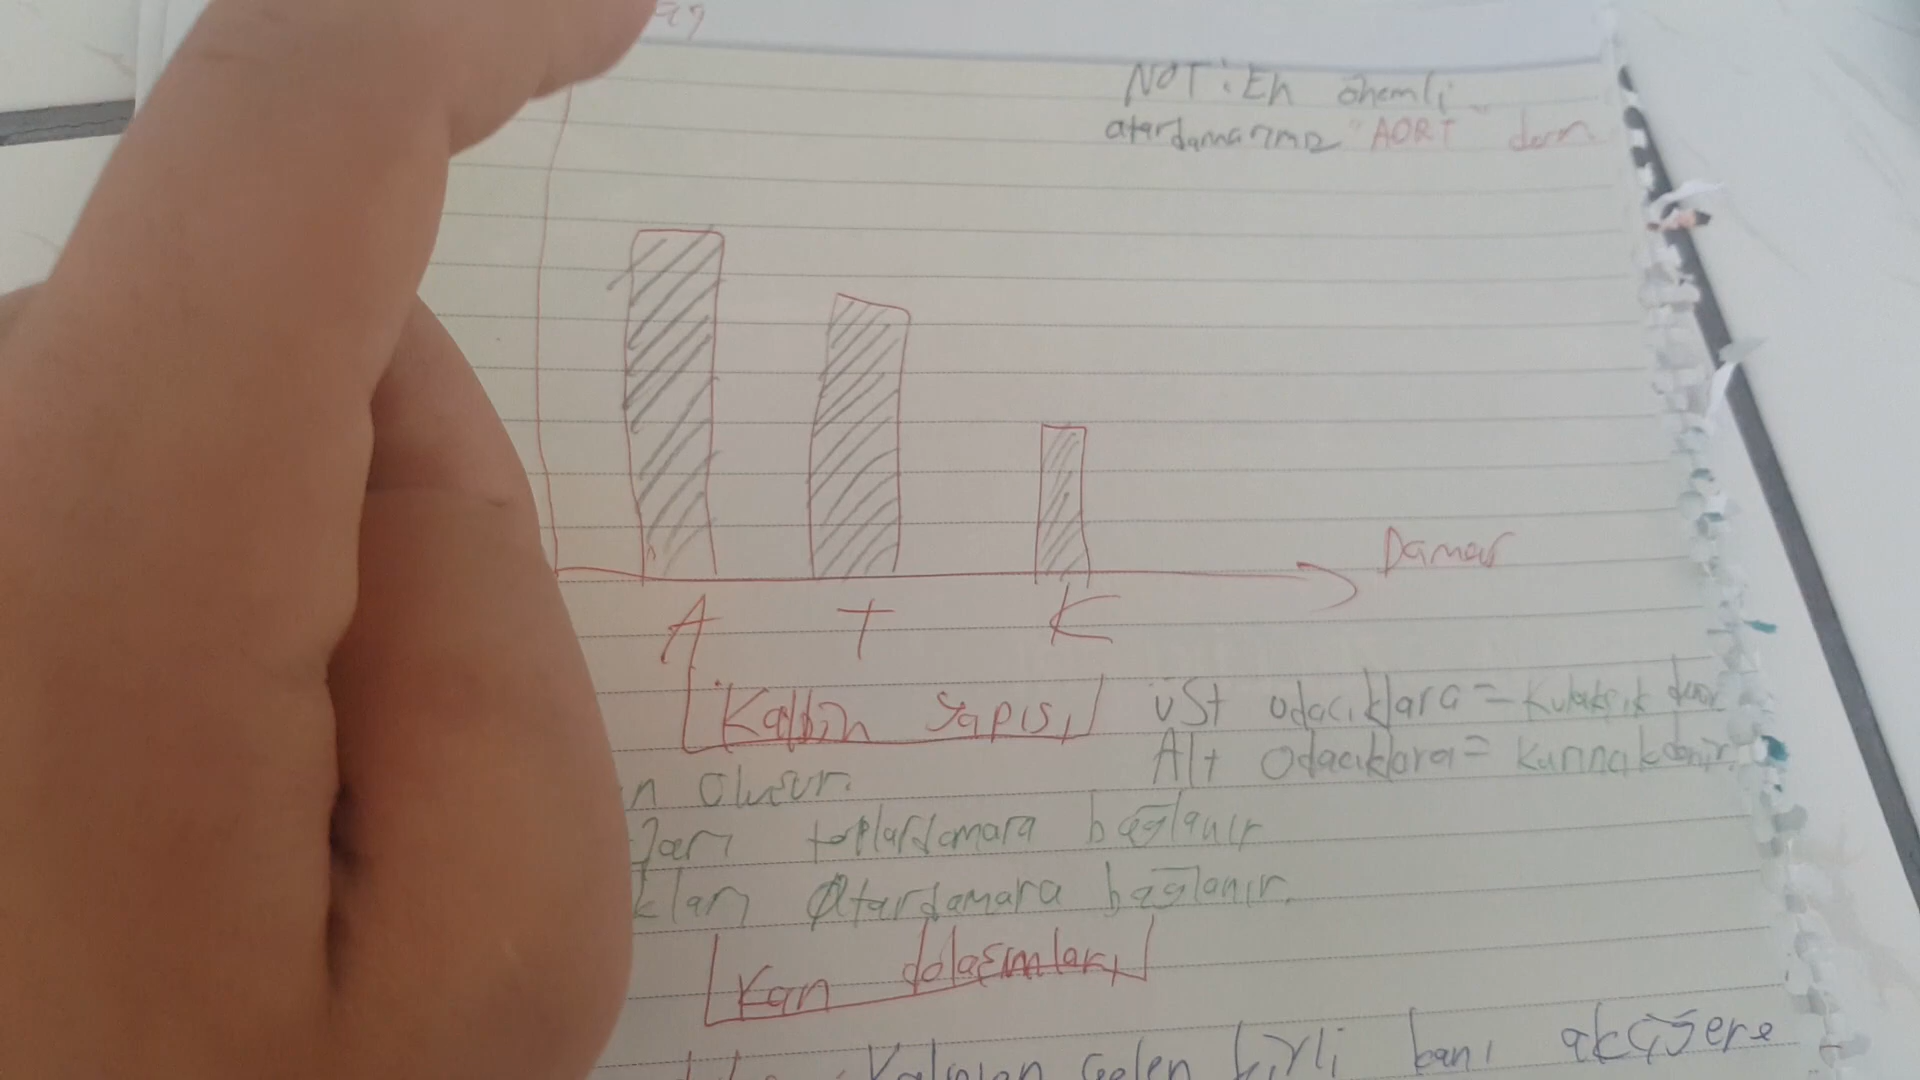 NOT: En önemli
atardamarımız "AORT" denir
Damar
A T K
Kalbin Yapısı
üst odacıklara = kulakçık denir
Alt odacıklara = karıncık denir.
n oluşur.
ları toplardamara bağlanır
kları Atardamara bağlanır.
Kan dolaşımları
Kalpten gelen kirli kanı akciğere